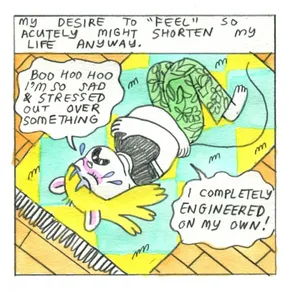 MY DESIRE TO "FEEL" SO
ACUTELY MIGHT SHORTEN MY
LIFE ANYWAY.
BOO HOO HOO
I'M SO SAD
& STRESSED
OUT OVER
SOMETHING
I COMPLETELY
ENGINEERED
ON MY OWN!